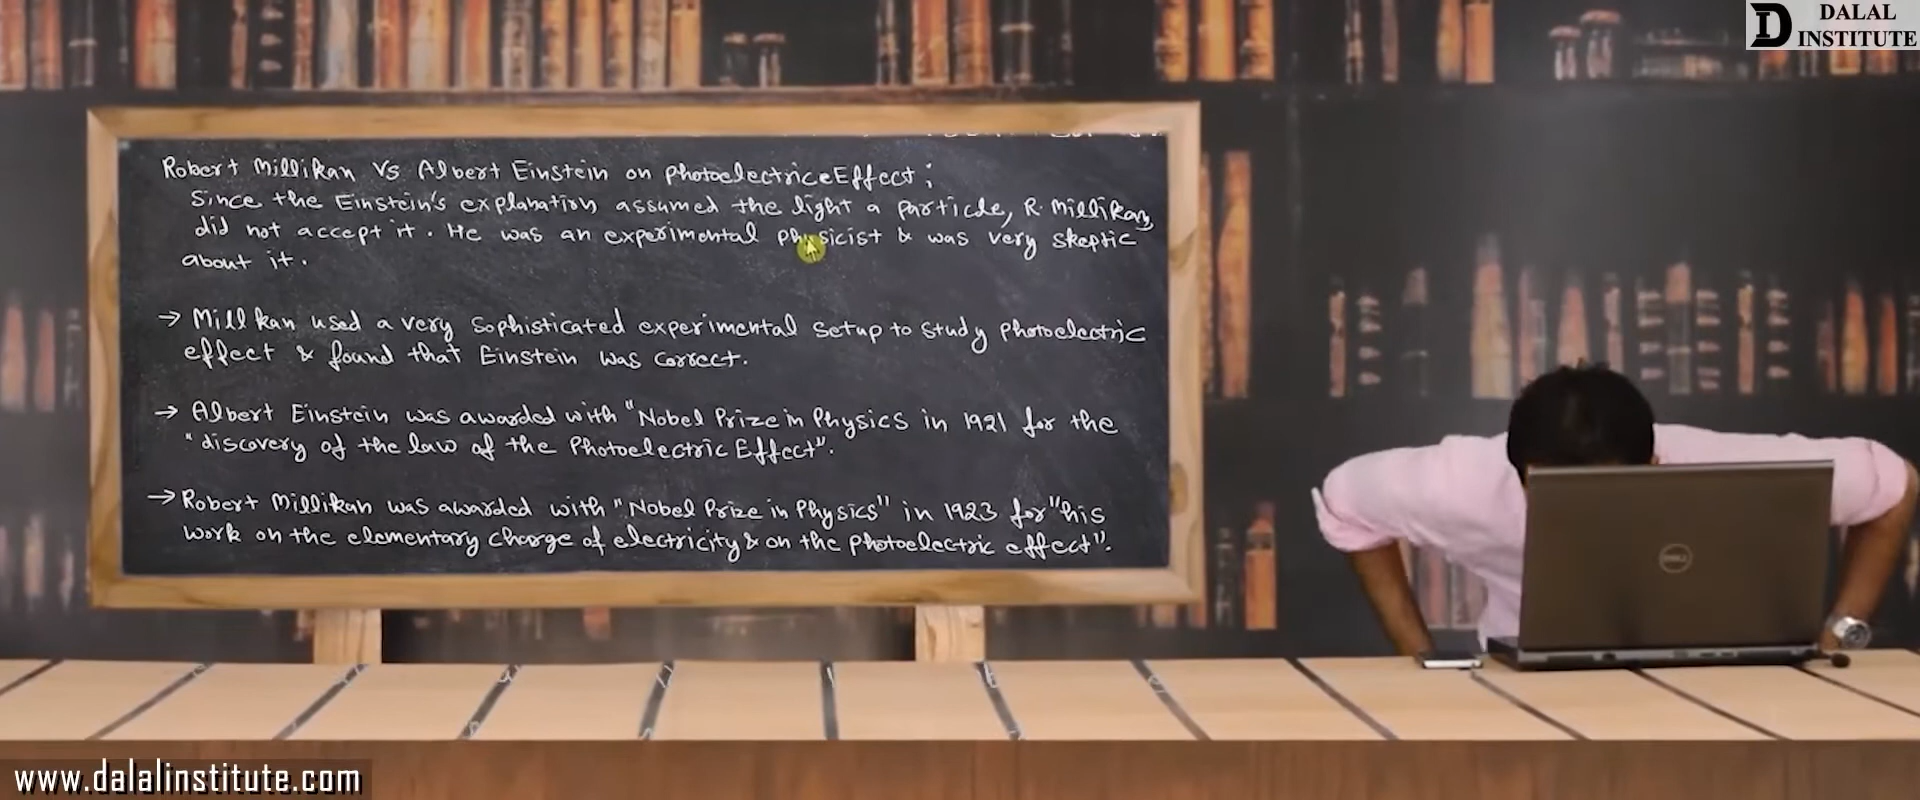 DALAL
D INSTITUTE
Robert Millikan Vs Albert Einstein on PhotoelectriceEffect;
Since the Einstein's explanation assumed the light a particle, R. Millikan
did not accept it. He was an experimental physicist & was very skeptic
about it.
→ Millkan used a very sophisticated experimental setup to study photoelectric
effect & found that Einstein was correct.
→ Albert Einstein was awarded with "Nobel Prize in Physics in 1921 for the
"discovery of the law of the Photoelectric Effect".
→ Robert Millikan was awarded with "Nobel Prize in Physics" in 1923 for "his
work on the elementary charge of electricity & on the photoelectric effect".
DELL
www.dalalinstitute.com